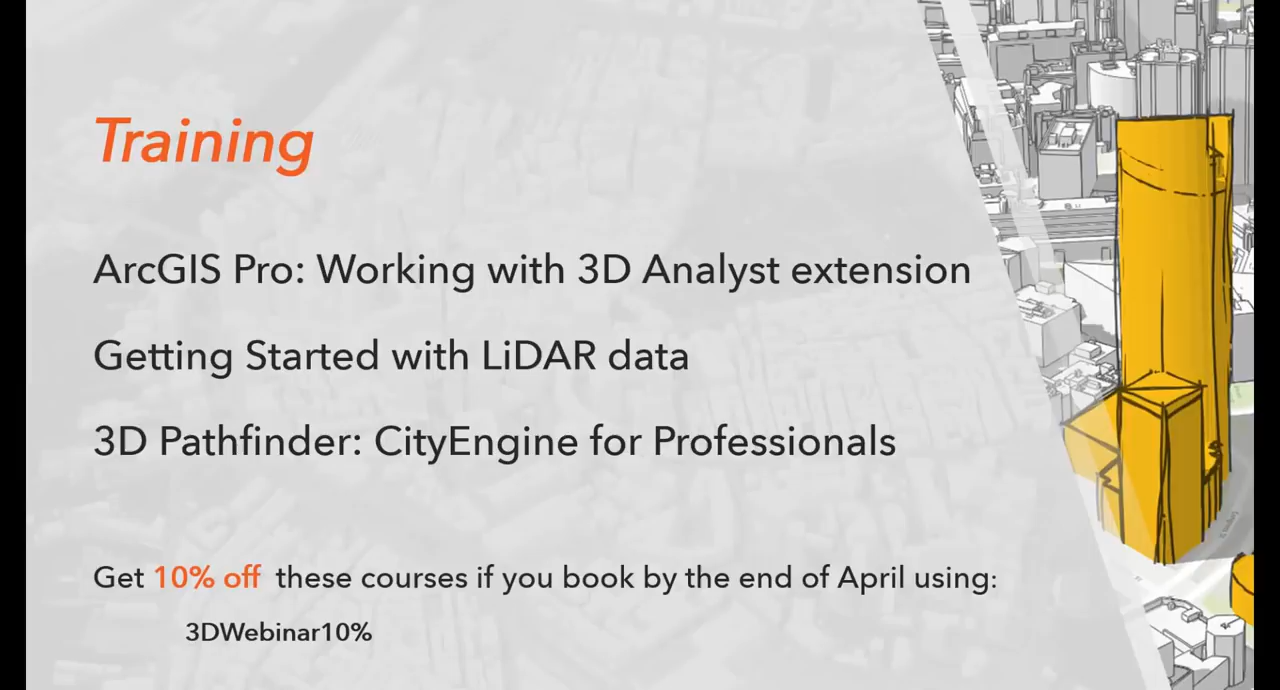 Training
ArcGIS Pro: Working with 3D Analyst extension
Getting Started with LiDAR data
3D Pathfinder: CityEngine for Professionals
Get 10% off these courses if you book by the end of April using:
3DWebinar10%